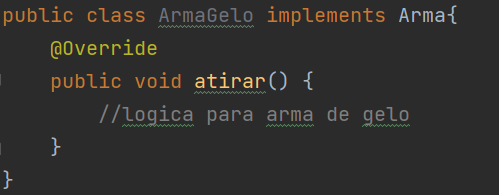 public class ArmaGelo implements Arma{
@Override
public void atirar() {
//logica para arma de gelo
}
}